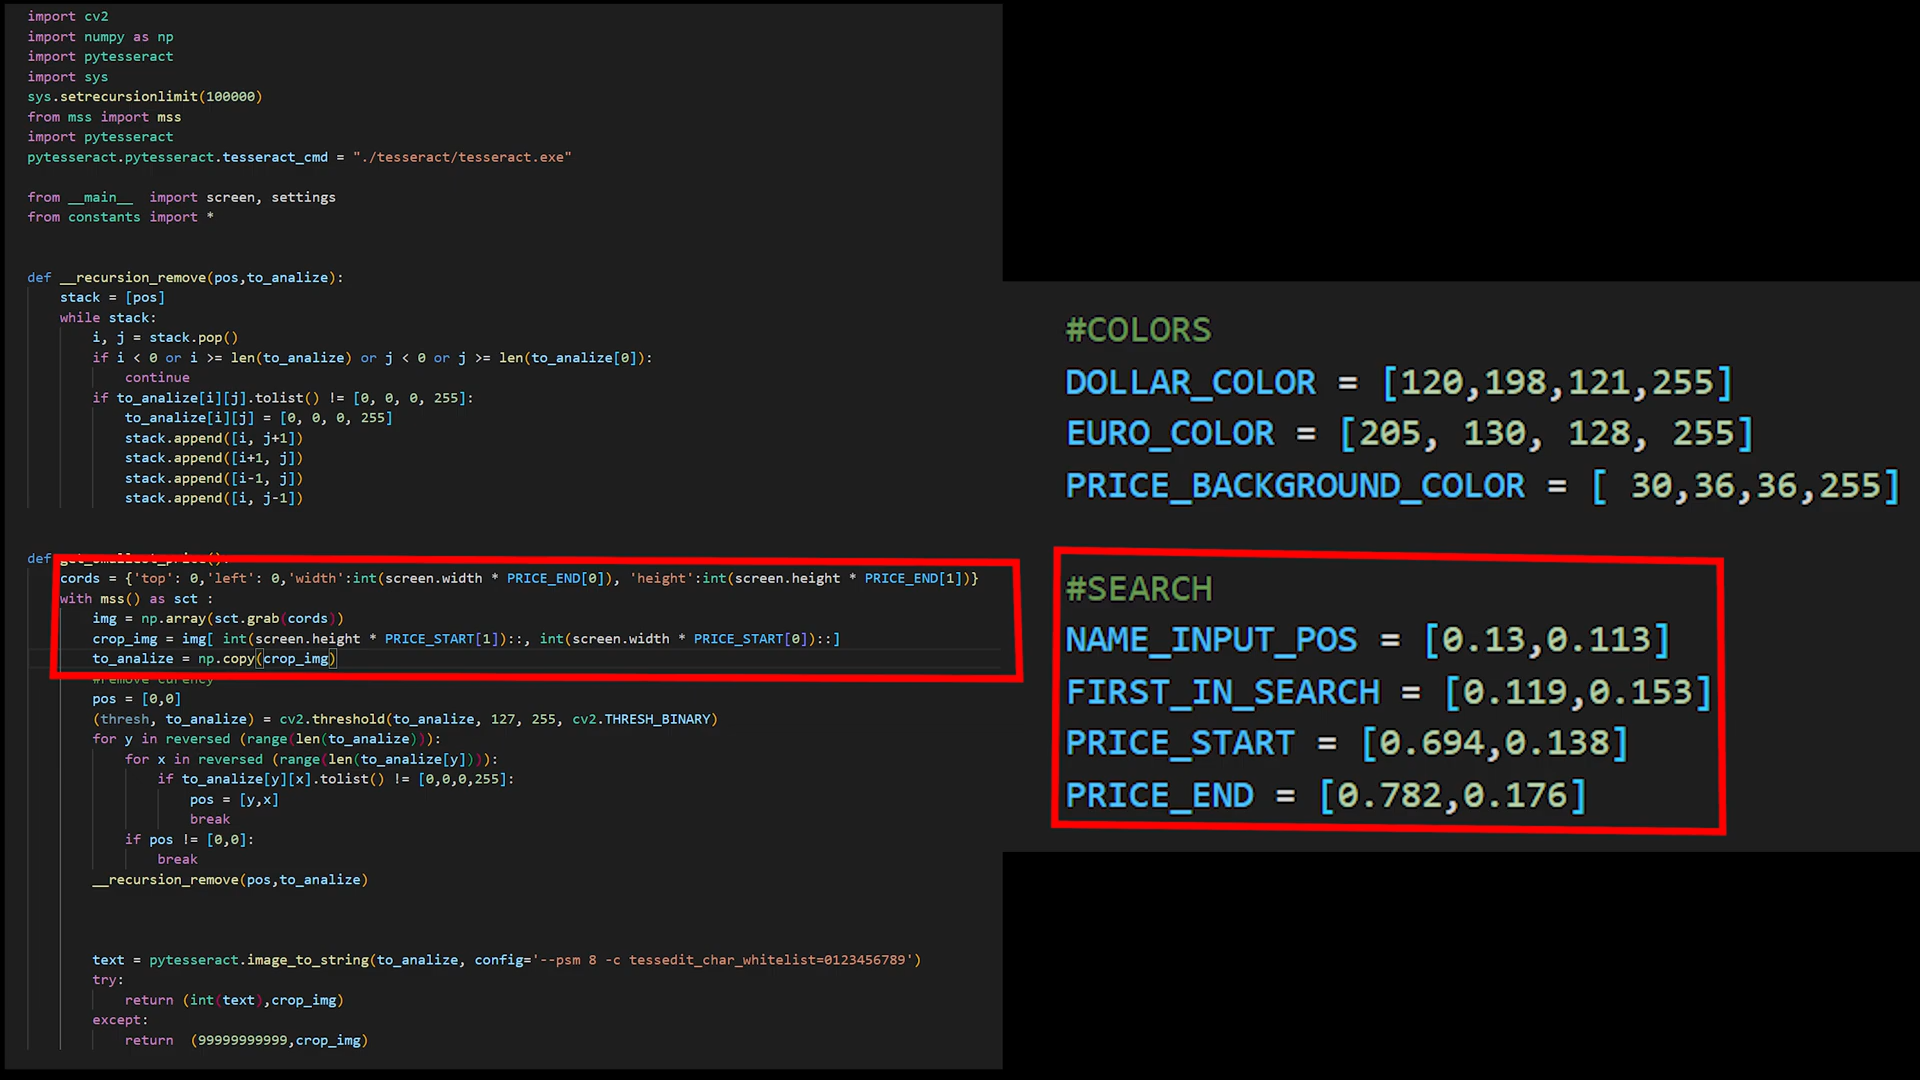 import cv2
import numpy as np
import pytesseract
import sys
sys.setrecursionlimit(100000)
from mss import mss
import pytesseract
pytesseract.pytesseract.tesseract_cmd = "./tesseract/tesseract.exe"
from __main__  import screen, settings
from constants import *
def __recursion_remove(pos,to_analize):
stack = [pos]
while stack:
i, j = stack.pop()
if i < 0 or i >= len(to_analize) or j < 0 or j >= len(to_analize[0]):
continue
if to_analize[i][j].tolist() != [0, 0, 0, 255]:
to_analize[i][j] = [0, 0, 0, 255]
stack.append([i, j+1])
stack.append([i+1, j])
stack.append([i-1, j])
stack.append([i, j-1])
def get_smallest_price():
cords = {'top': 0,'left': 0,'width':int(screen.width * PRICE_END[0]), 'height':int(screen.height * PRICE_END[1])}
with mss() as sct :
img = np.array(sct.grab(cords))
crop_img = img[ int(screen.height * PRICE_START[1])::, int(screen.width * PRICE_START[0])::]
to_analize = np.copy(crop_img)
#remove curency
pos = [0,0]
(thresh, to_analize) = cv2.threshold(to_analize, 127, 255, cv2.THRESH_BINARY)
for y in reversed (range(len(to_analize))):
for x in reversed (range(len(to_analize[y]))):
if to_analize[y][x].tolist() != [0,0,0,255]:
pos = [y,x]
break
if pos != [0,0]:
break
__recursion_remove(pos,to_analize)
text = pytesseract.image_to_string(to_analize, config='--psm 8 -c tessedit_char_whitelist=0123456789')
try:
return (int(text),crop_img)
except:
return  (99999999999,crop_img)
#COLORS
DOLLAR_COLOR = [120,198,121,255]
EURO_COLOR = [205, 130, 128, 255]
PRICE_BACKGROUND_COLOR = [ 30,36,36,255]
#SEARCH
NAME_INPUT_POS = [0.13,0.113]
FIRST_IN_SEARCH = [0.119,0.153]
PRICE_START = [0.694,0.138]
PRICE_END = [0.782,0.176]